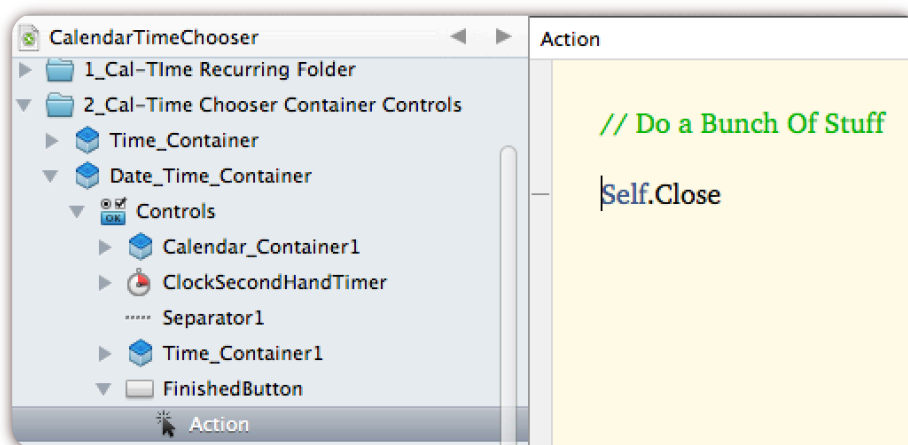 CalendarTimeChooser
1_Cal-TIme Recurring Folder
2_Cal-Time Chooser Container Controls
Time_Container
Date_Time_Container
OK
Controls
Calendar_Container1
ClockSecondHandTimer
Separator1
Time_Container1
FinishedButton
Action
Action
// Do a Bunch Of Stuff
Self.Close